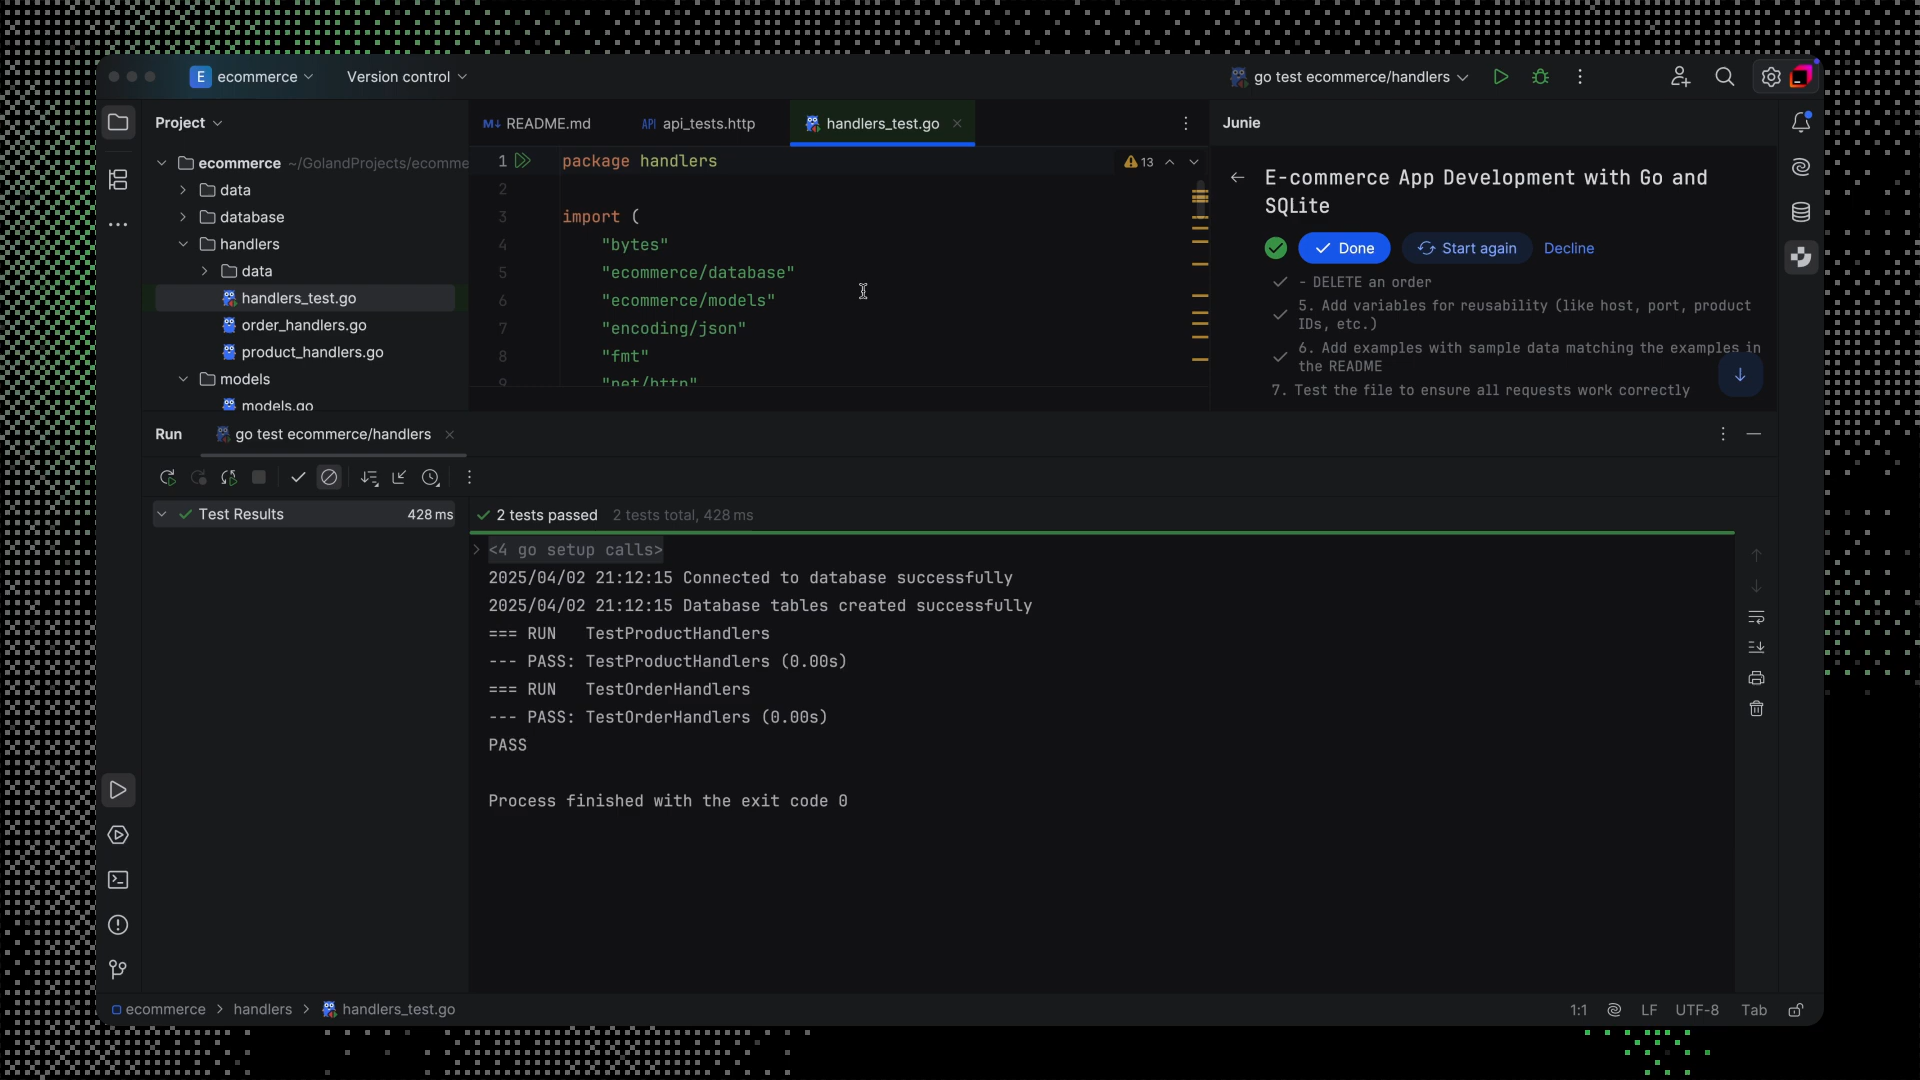 E ecommerce
Version control
go test ecommerce/handlers
Project
ecommerce ~/GolandProjects/ecomme
data
database
handlers
data
handlers_test.go
order_handlers.go
product_handlers.go
models
models.go
M↓ README.md
API api_tests.http
handlers_test.go
13
1 package handlers
2
3 import (
4 "bytes"
5 "ecommerce/database"
6 "ecommerce/models"
7 "encoding/json"
8 "fmt"
9 "net/http"
Junie
E-commerce App Development with Go and
SQLite
Done
Start again
Decline
- DELETE an order
5. Add variables for reusability (like host, port, product
IDs, etc.)
6. Add examples with sample data matching the examples in
the README
7. Test the file to ensure all requests work correctly
Run
go test ecommerce/handlers
Test Results 428 ms
2 tests passed 2 tests total, 428 ms
<4 go setup calls>
2025/04/02 21:12:15 Connected to database successfully
2025/04/02 21:12:15 Database tables created successfully
=== RUN   TestProductHandlers
--- PASS: TestProductHandlers (0.00s)
=== RUN   TestOrderHandlers
--- PASS: TestOrderHandlers (0.00s)
PASS
Process finished with the exit code 0
ecommerce > handlers > handlers_test.go
1:1 LF UTF-8 Tab